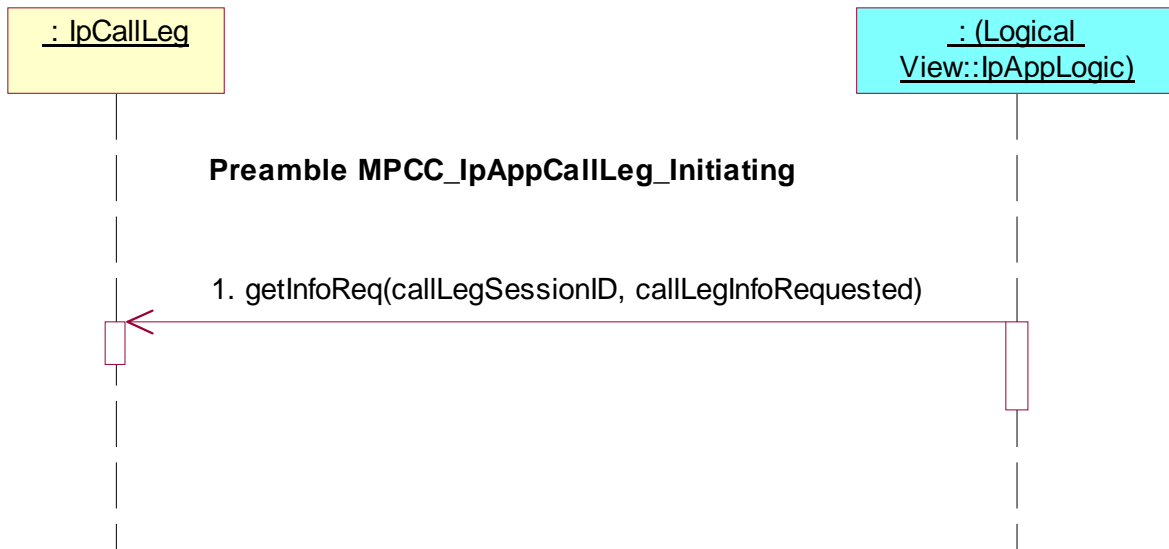 : IpCallLeg
: (Logical
View::IpAppLogic)
Preamble MPCC_IpAppCallLeg_Initiating
1. getInfoReq(callLegSessionID, callLegInfoRequested)